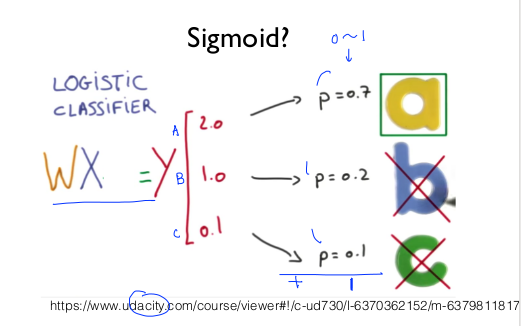 Sigmoid?
0~1
LOGISTIC
CLASSIFIER
WX = Y
A 2.0 p=0.7 a
B 1.0 p=0.2 b
C 0.1 p=0.1 c
+ 1
https://www.udacity.com/course/viewer#!/c-ud730/l-6370362152/m-6379811817